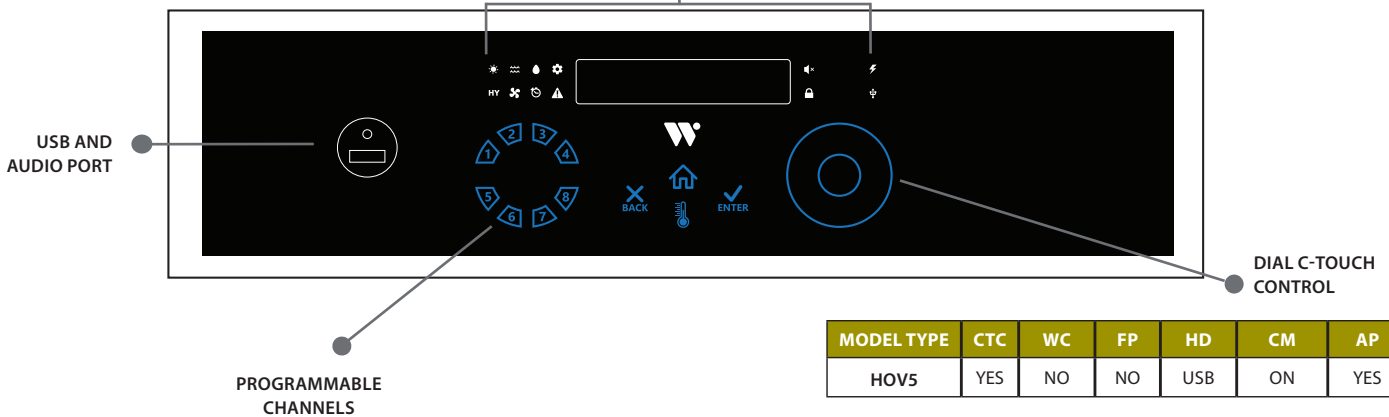 HY
USB AND
AUDIO PORT
1
2
3
4
5
6
7
8
BACK
ENTER
DIAL C-TOUCH
CONTROL
PROGRAMMABLE
CHANNELS
MODEL TYPE CTC WC FP HD CM AP
HOV5 YES NO NO USB ON YES